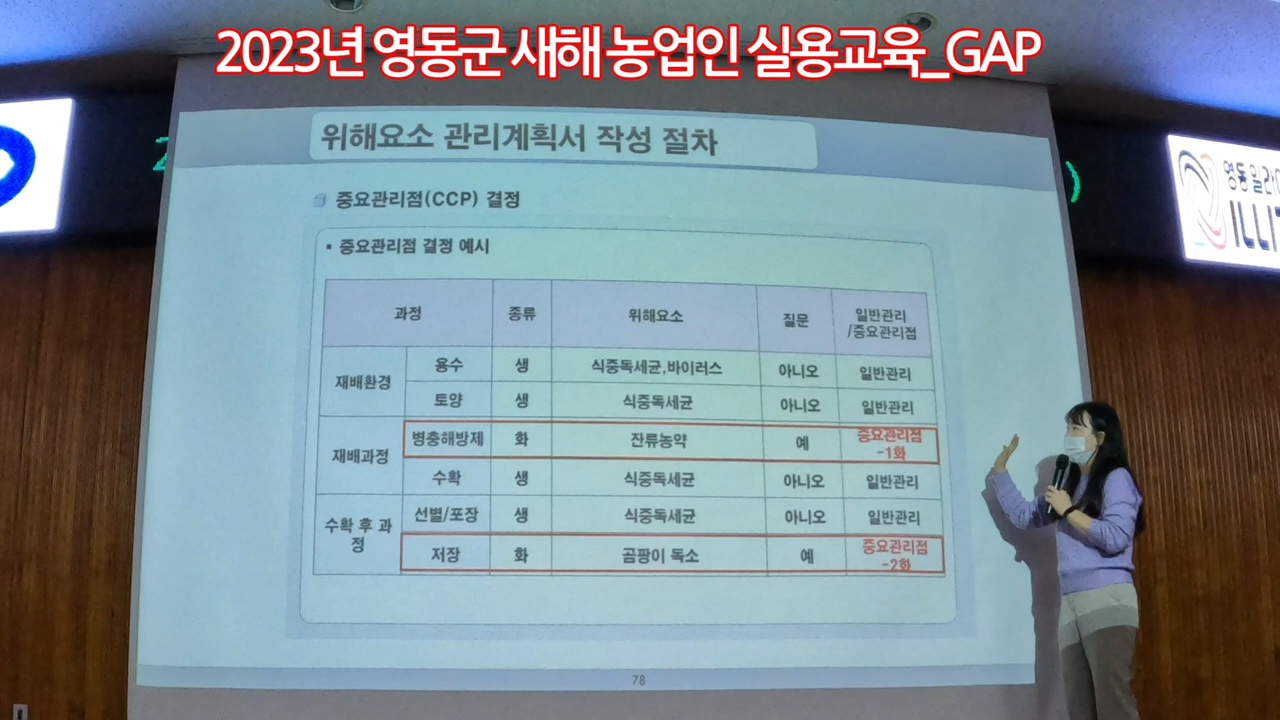 2023년 영동군 새해 농업인 실용교육_GAP
위해요소 관리계획서 작성 절차
중요관리점(CCP) 결정
▪ 중요관리점 결정 예시
과정 종류 위해요소 질문 일반관리
/중요관리점
재배환경 용수 생 식중독세균,바이러스 아니오 일반관리
토양 생 식중독세균 아니오 일반관리
재배과정 병충해방제 화 잔류농약 예 중요관리점
-1화
수확 생 식중독세균 아니오 일반관리
수확 후 과
정 선별/포장 생 식중독세균 아니오 일반관리
저장 화 곰팡이 독소 예 중요관리점
-2화
78
영동